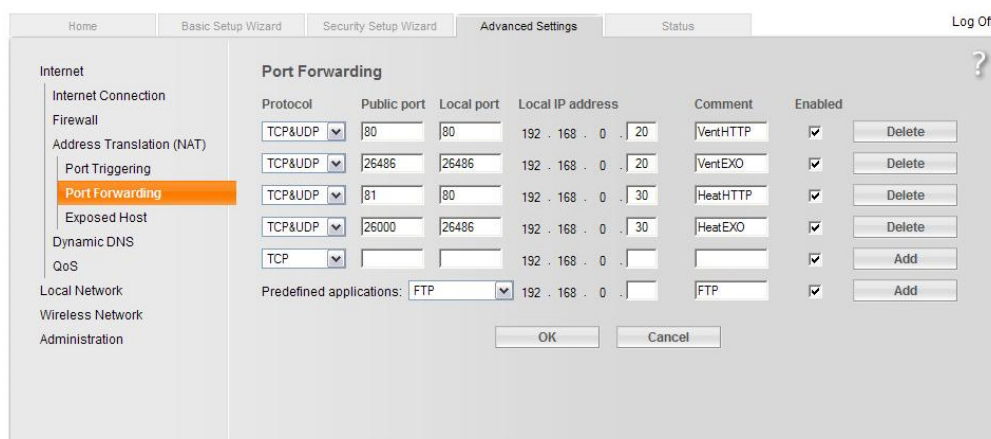 Home Basic Setup Wizard Security Setup Wizard Advanced Settings Status Log Of
?
Internet
Internet Connection
Firewall
Address Translation (NAT)
Port Triggering
Port Forwarding
Exposed Host
Dynamic DNS
QoS
Local Network
Wireless Network
Administration
Port Forwarding
Protocol Public port Local port Local IP address Comment Enabled
TCP&UDP 80 80 192 . 168 . 0 . 20 VentHTTP Delete
TCP&UDP 26486 26486 192 . 168 . 0 . 20 VentEXO Delete
TCP&UDP 81 80 192 . 168 . 0 . 30 HeatHTTP Delete
TCP&UDP 26000 26486 192 . 168 . 0 . 30 HeatEXO Delete
TCP 192 . 168 . 0 . Add
Predefined applications: FTP 192 . 168 . 0 . FTP Add
OK Cancel